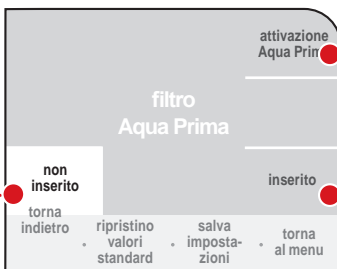 attivazione
Aqua Prima
filtro
Aqua Prima
non
inserito
inserito
torna
indietro
ripristino
valori
standard
salva
imposta-
zioni
torna
al menu